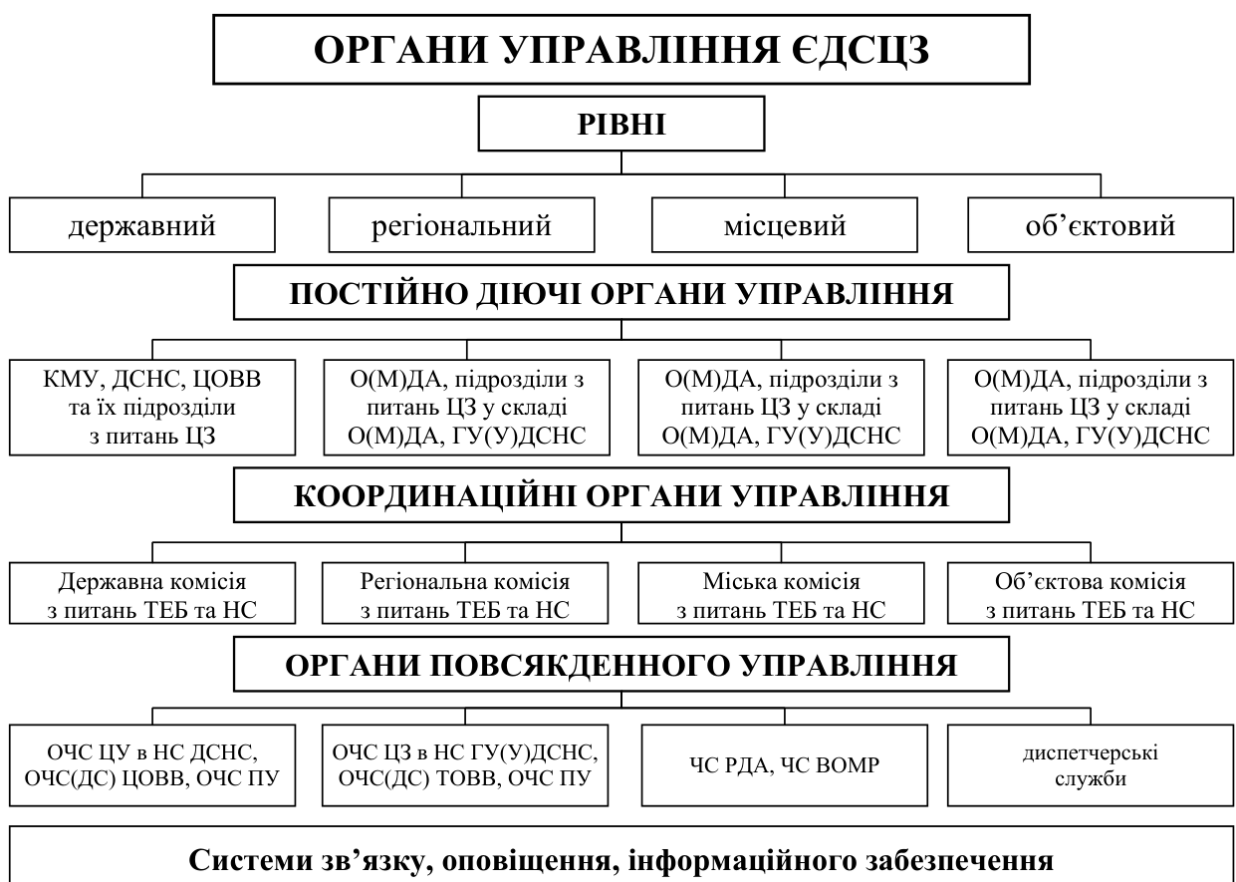 ОРГАНИ УПРАВЛІННЯ ЄДСЦЗ
РІВНІ
державний
регіональний
місцевий
об’єктовий
ПОСТІЙНО ДІЮЧІ ОРГАНИ УПРАВЛІННЯ
КМУ, ДСНС, ЦОВВ
та їх підрозділи
з питань ЦЗ
О(М)ДА, підрозділи з
питань ЦЗ у складі
О(М)ДА, ГУ(У)ДСНС
О(М)ДА, підрозділи з
питань ЦЗ у складі
О(М)ДА, ГУ(У)ДСНС
О(М)ДА, підрозділи з
питань ЦЗ у складі
О(М)ДА, ГУ(У)ДСНС
КООРДИНАЦІЙНІ ОРГАНИ УПРАВЛІННЯ
Державна комісія
з питань ТЕБ та НС
Регіональна комісія
з питань ТЕБ та НС
Міська комісія
з питань ТЕБ та НС
Об’єктова комісія
з питань ТЕБ та НС
ОРГАНИ ПОВСЯКДЕННОГО УПРАВЛІННЯ
ОЧС ЦУ в НС ДСНС,
ОЧС(ДС) ЦОВВ, ОЧС ПУ
ОЧС ЦЗ в НС ГУ(У)ДСНС,
ОЧС(ДС) ТОВВ, ОЧС ПУ
ЧС РДА, ЧС ВОМР
диспетчерські
служби
Системи зв’язку, оповіщення, інформаційного забезпечення